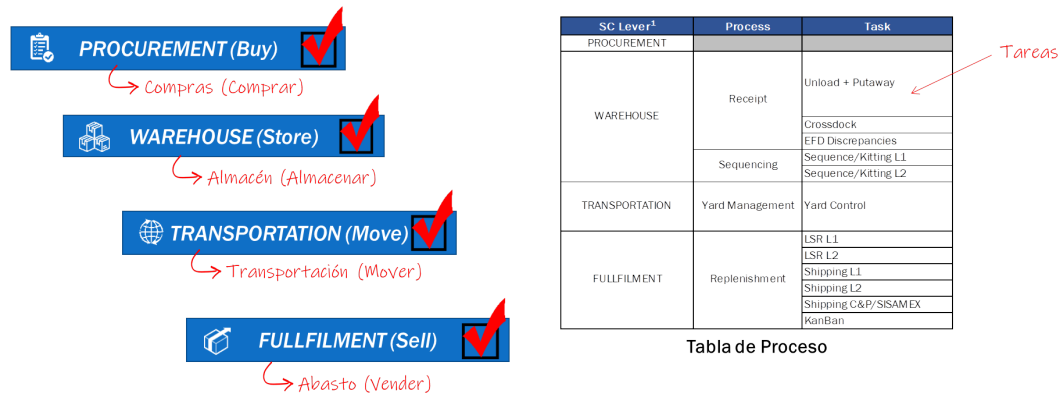 PROCUREMENT (Buy)
Compras (Comprar)
WAREHOUSE (Store)
Almacén (Almacenar)
TRANSPORTATION (Move)
Transportación (Mover)
FULLFILMENT (Sell)
Abasto (Vender)
SC Lever1 Process Task
PROCUREMENT
WAREHOUSE
Receipt
Unload + Putaway
Crossdock
EFD Discrepancies
Sequencing
Sequence/Kitting L1
Sequence/Kitting L2
TRANSPORTATION Yard Management Yard Control
FULLFILMENT
Replenishment
LSR L1
LSR L2
Shipping L1
Shipping L2
Shipping C&P/SISAMEX
KanBan
Tareas
Tabla de Proceso